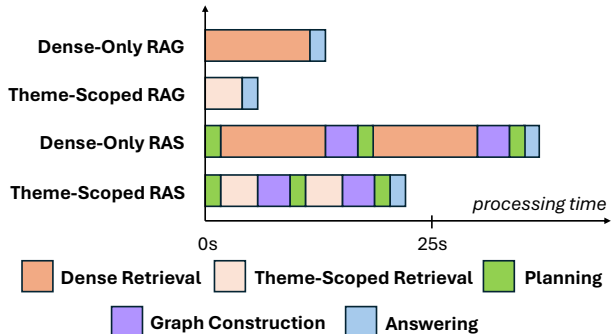 Dense-Only RAG
Theme-Scoped RAG
Dense-Only RAS
Theme-Scoped RAS
processing time
0s 25s
Dense Retrieval Theme-Scoped Retrieval Planning
Graph Construction Answering